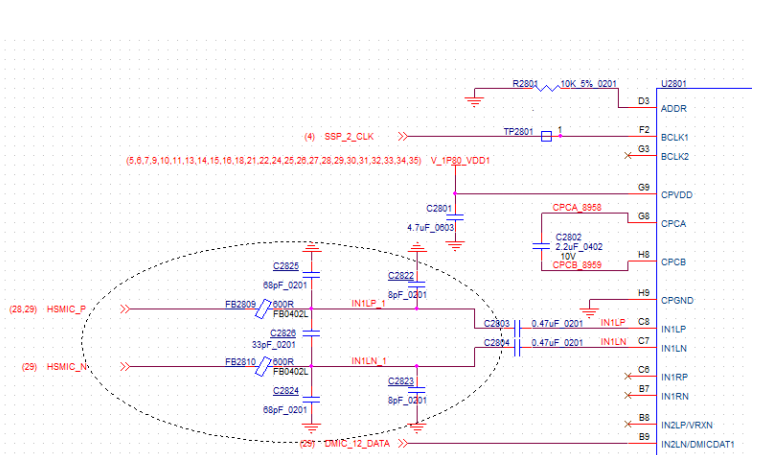 R2801 10K_5%_0201 U2801
D3 ADDR
(4) SSP_2_CLK TP2801 1 F2 BCLK1
G3 BCLK2
(5,6,7,9,10,11,13,14,15,16,18,21,22,24,25,26,27,28,29,30,31,32,33,34,35) V_1P80_VDD1
G9 CPVDD
C2801
4.7uF_0603
CPCA_8958 G8 CPCA
C2802
2.2uF_0402
10V
CPCB_8959 H8 CPCB
C2825
68pF_0201
C2822
8pF_0201
H9 CPGND
(28,29) HSMIC_P FB2809 600R
FB0402L
IN1LP_1
C2803 0.47uF_0201 IN1LP C8 IN1LP
C2826
33pF_0201
C2804 0.47uF_0201 IN1LN C7 IN1LN
(29) HSMIC_N FB2810 600R
FB0402L
IN1LN_1
C6 IN1RP
C2824
68pF_0201
C2823
8pF_0201
B7 IN1RN
B8 IN2LP/VRXN
(29) DMIC_12_DATA B9 IN2LN/DMICDAT1